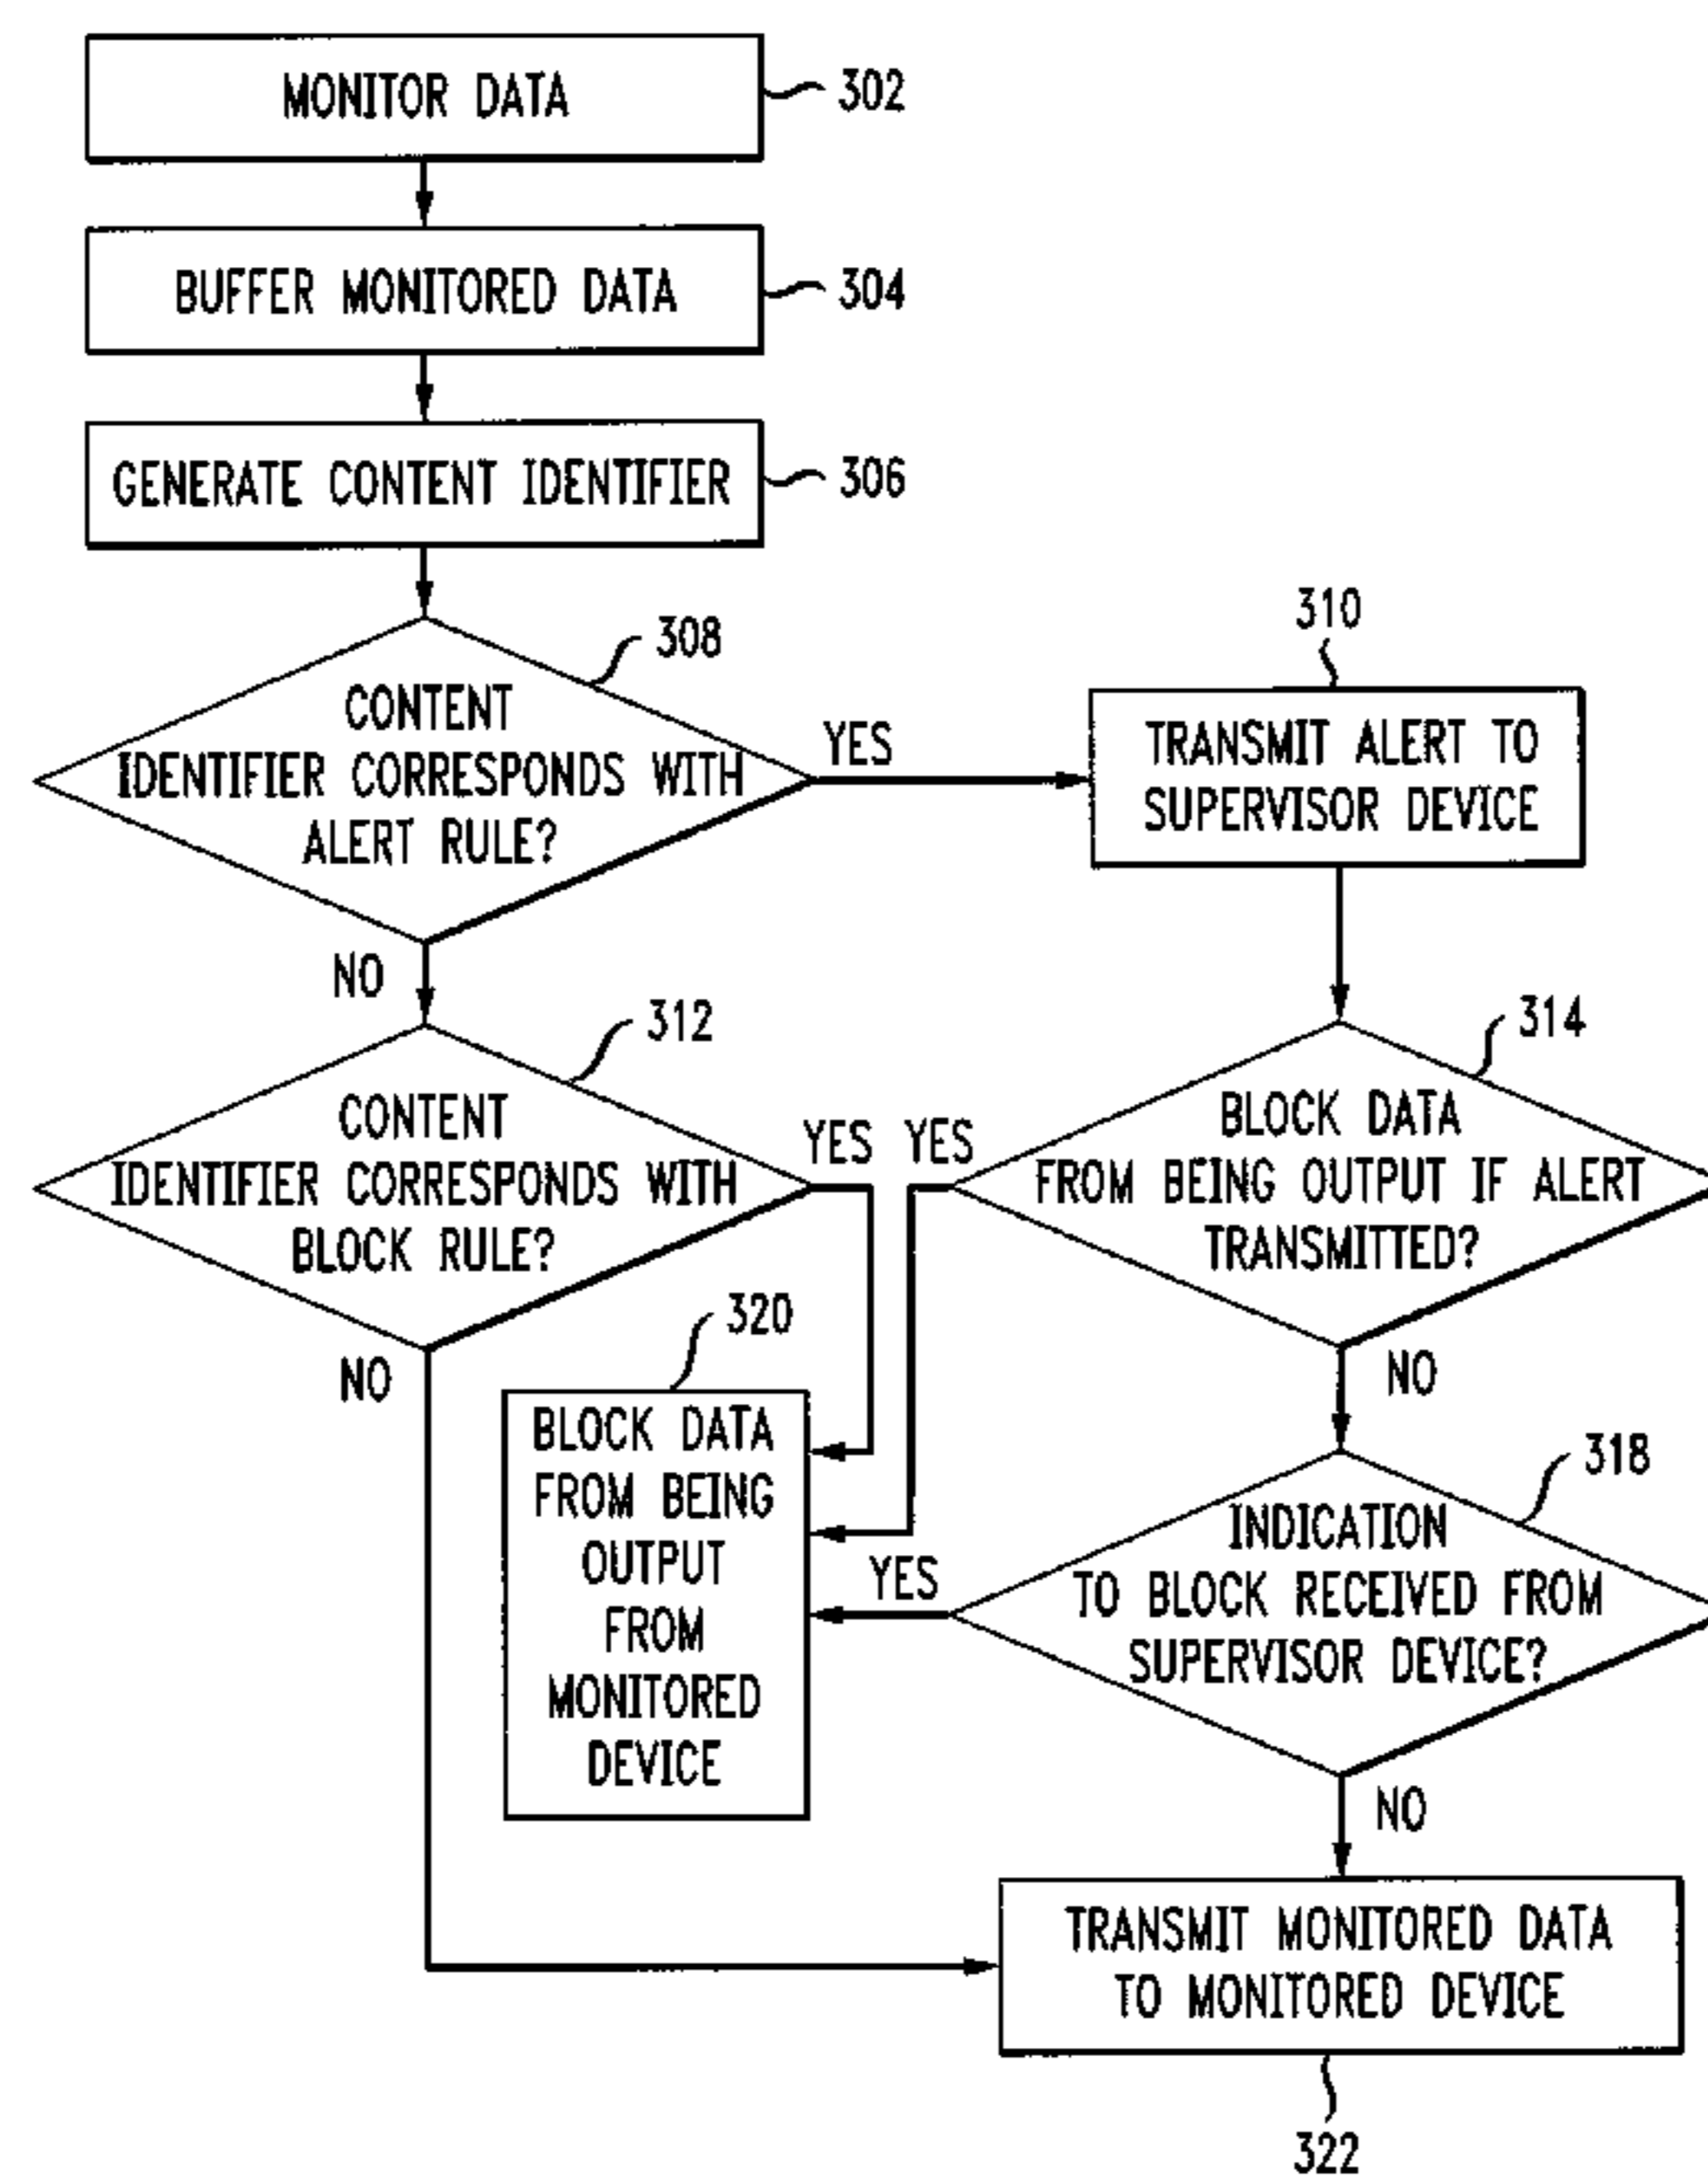 MONITOR DATA
302
BUFFER MONITORED DATA
304
GENERATE CONTENT IDENTIFIER
306
308
CONTENT
IDENTIFIER CORRESPONDS WITH
ALERT RULE?
YES
NO
310
TRANSMIT ALERT TO
SUPERVISOR DEVICE
312
CONTENT
IDENTIFIER CORRESPONDS WITH
BLOCK RULE?
YES
NO
314
BLOCK DATA
FROM BEING OUTPUT IF ALERT
TRANSMITTED?
YES
NO
320
BLOCK DATA
FROM BEING
OUTPUT
FROM
MONITORED
DEVICE
318
INDICATION
TO BLOCK RECEIVED FROM
SUPERVISOR DEVICE?
YES
NO
TRANSMIT MONITORED DATA
TO MONITORED DEVICE
322